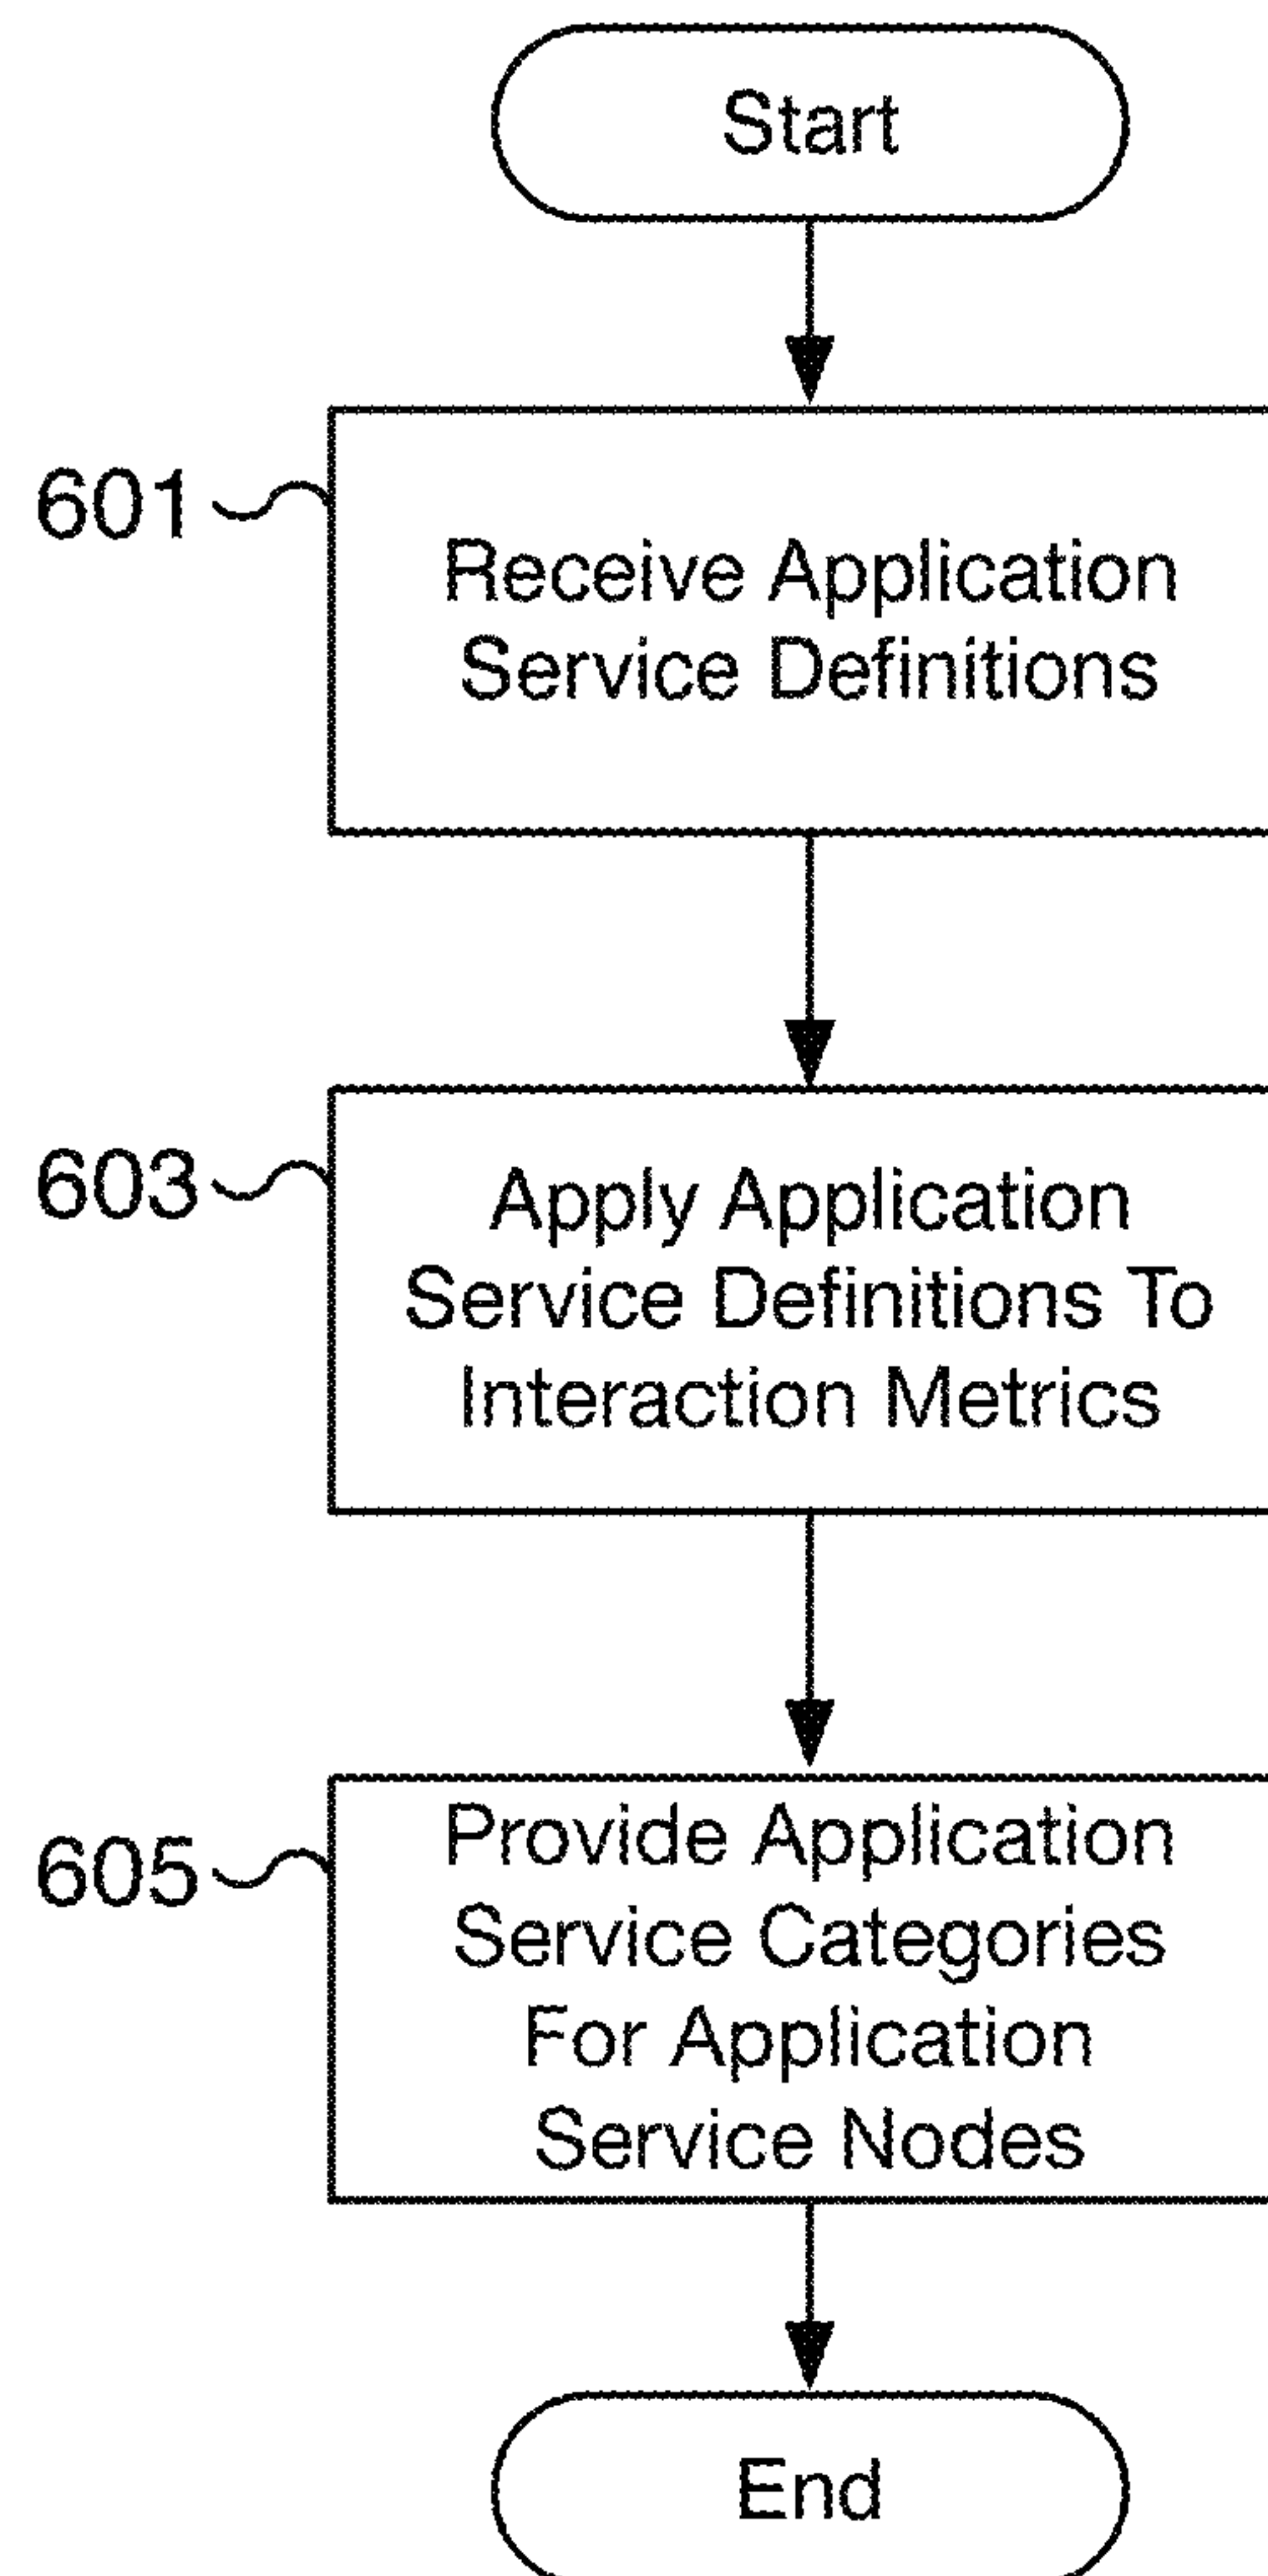 Start
601
Receive Application
Service Definitions
603
Apply Application
Service Definitions To
Interaction Metrics
605
Provide Application
Service Categories
For Application
Service Nodes
End